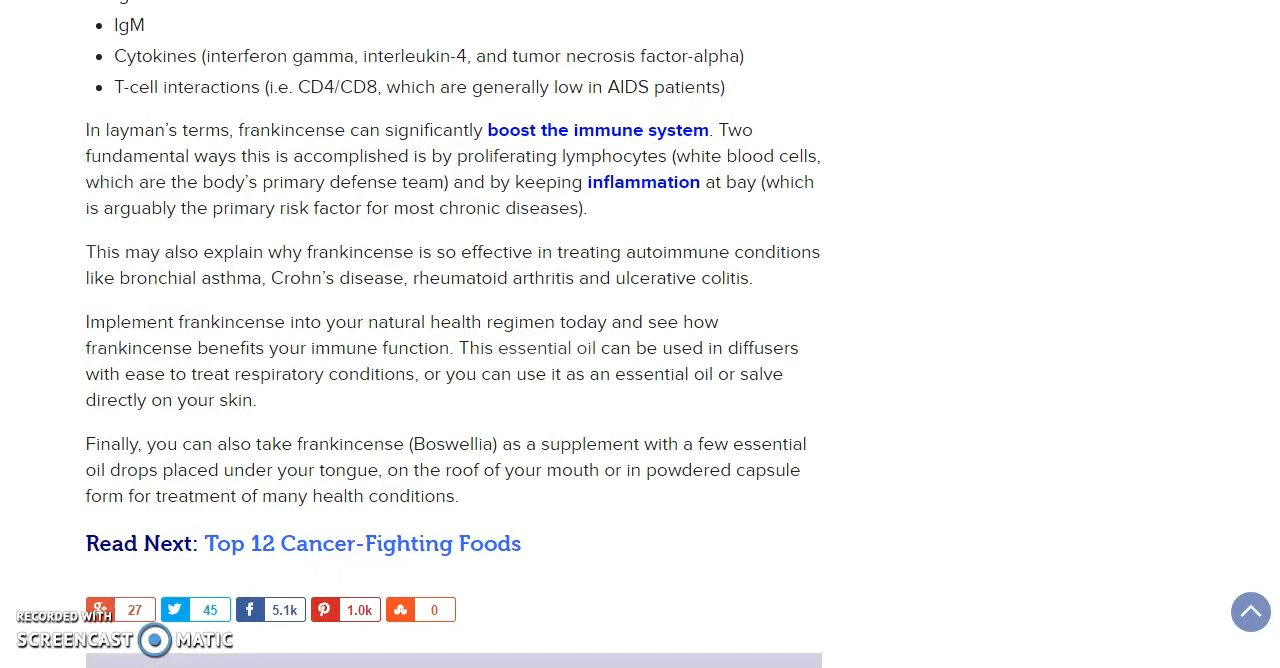 IgM
Cytokines (interferon gamma, interleukin-4, and tumor necrosis factor-alpha)
T-cell interactions (i.e. CD4/CD8, which are generally low in AIDS patients)
In layman’s terms, frankincense can significantly boost the immune system. Two
fundamental ways this is accomplished is by proliferating lymphocytes (white blood cells,
which are the body’s primary defense team) and by keeping inflammation at bay (which
is arguably the primary risk factor for most chronic diseases).
This may also explain why frankincense is so effective in treating autoimmune conditions
like bronchial asthma, Crohn’s disease, rheumatoid arthritis and ulcerative colitis.
Implement frankincense into your natural health regimen today and see how
frankincense benefits your immune function. This essential oil can be used in diffusers
with ease to treat respiratory conditions, or you can use it as an essential oil or salve
directly on your skin.
Finally, you can also take frankincense (Boswellia) as a supplement with a few essential
oil drops placed under your tongue, on the roof of your mouth or in powdered capsule
form for treatment of many health conditions.
Read Next: Top 12 Cancer-Fighting Foods
27 45 5.1k 1.0k 0
RECORDED WITH
SCREENCAST MATIC